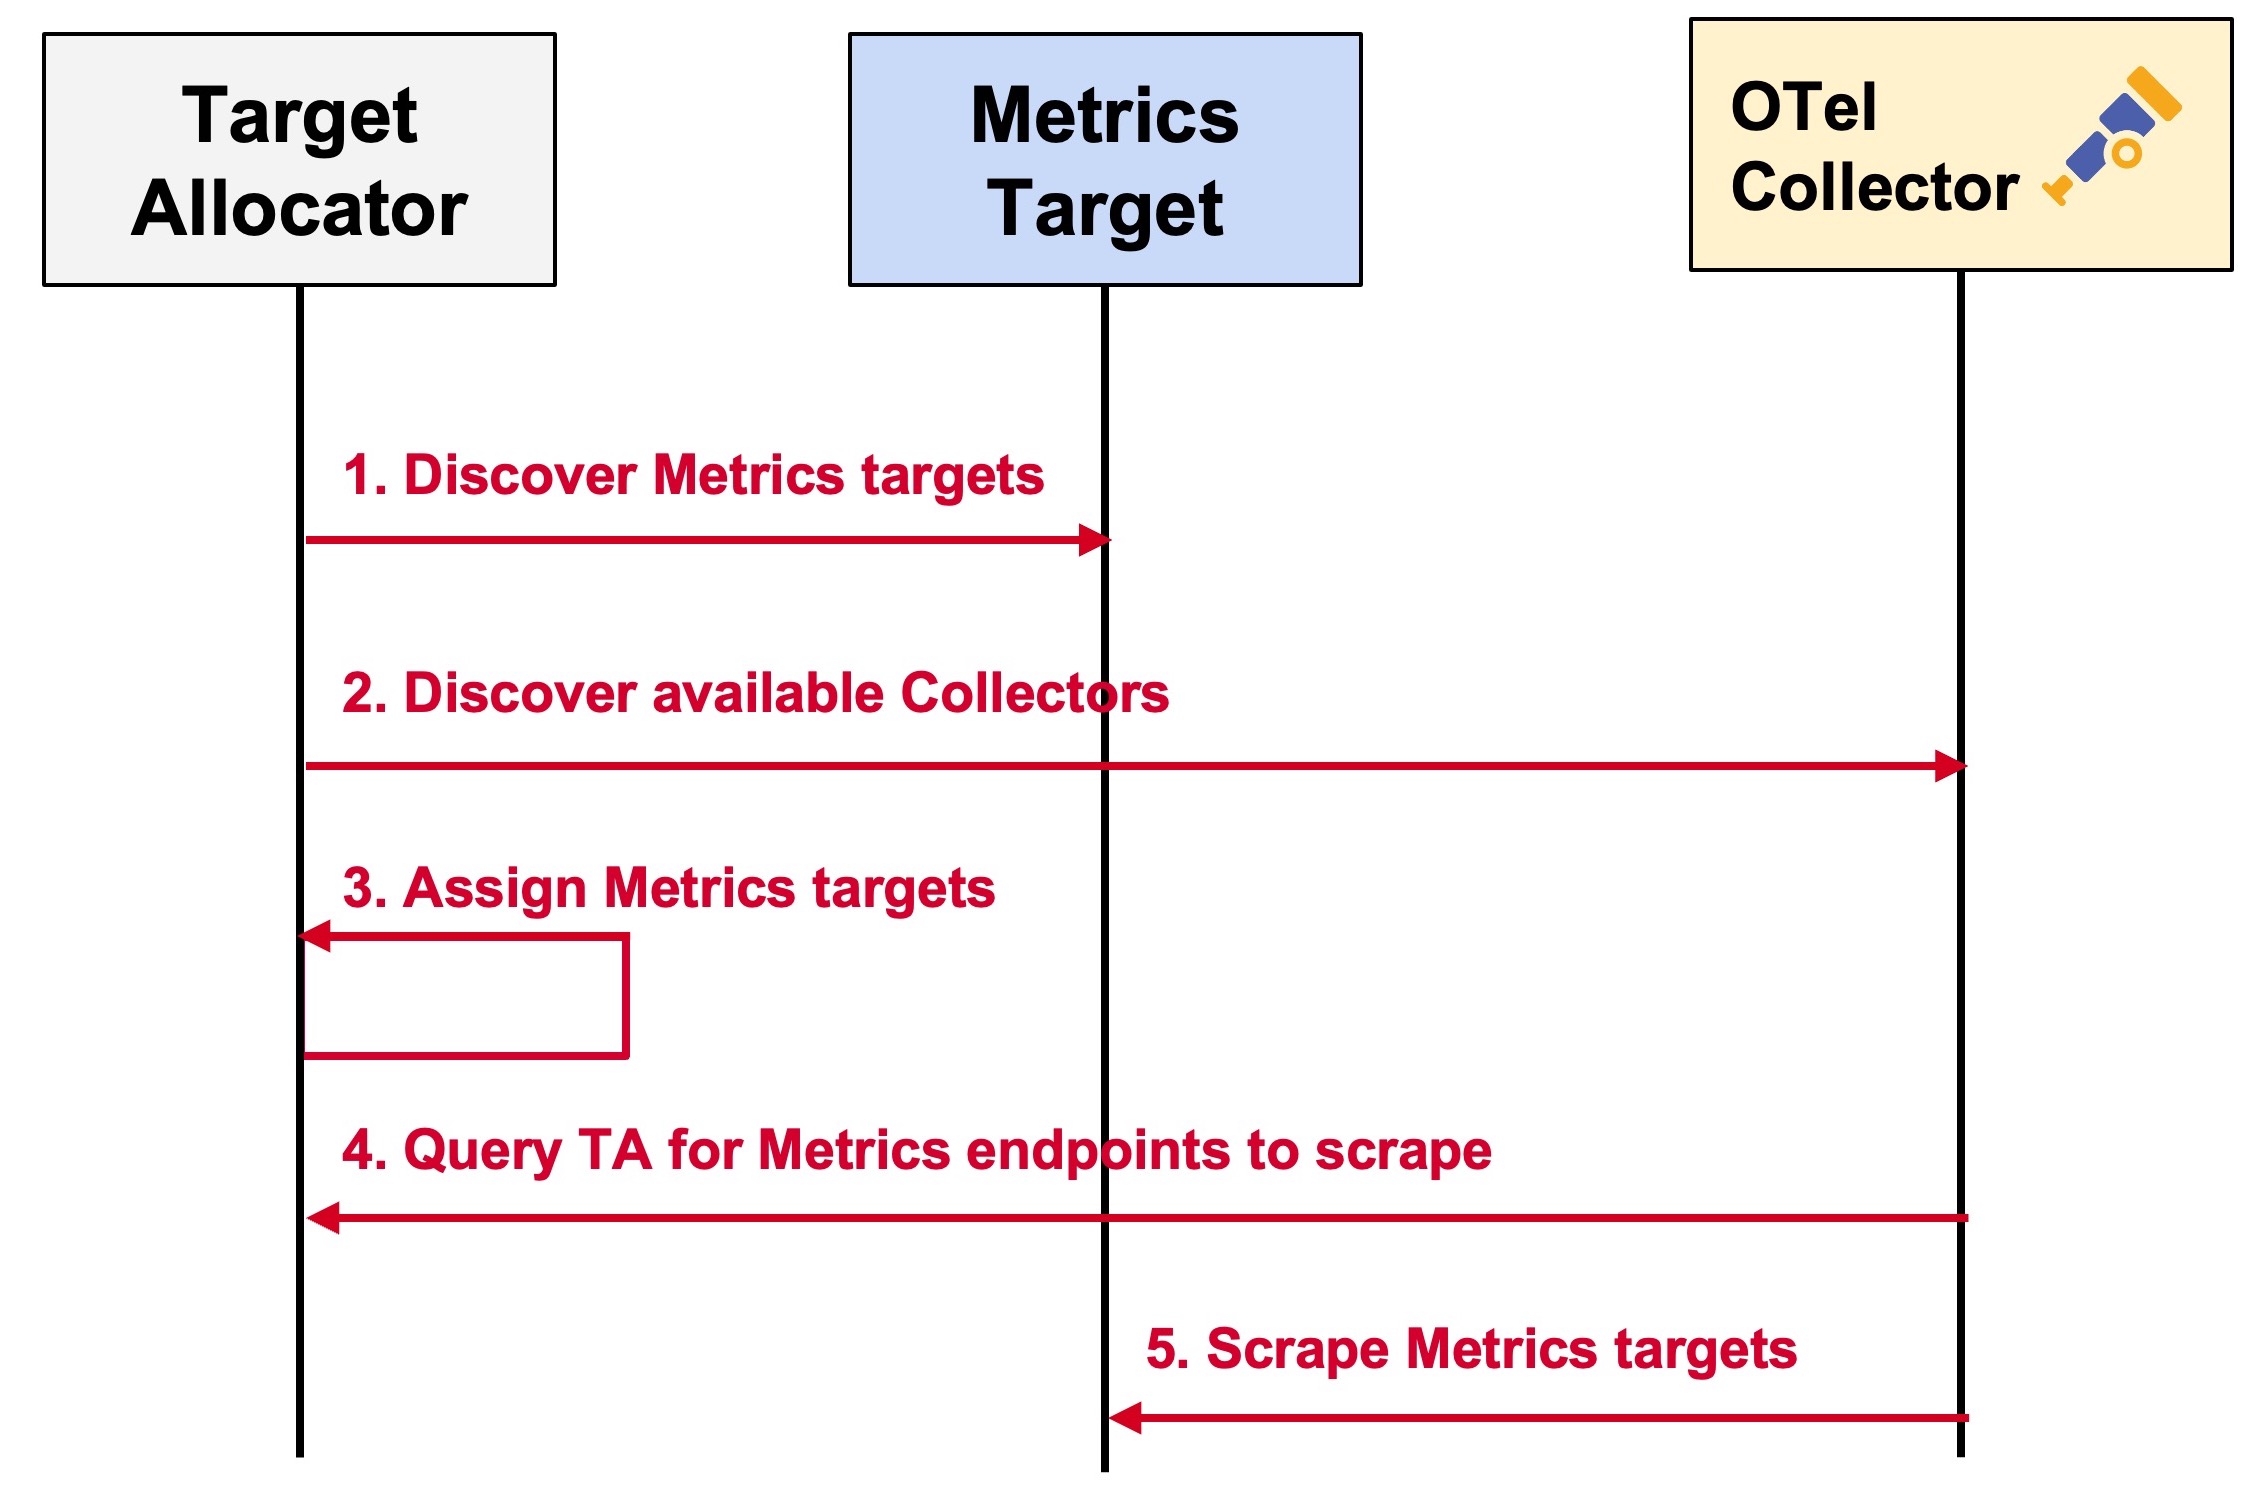 Target
Allocator
Metrics
Target
OTel
Collector
1. Discover Metrics targets
2. Discover available Collectors
3. Assign Metrics targets
4. Query TA for Metrics endpoints to scrape
5. Scrape Metrics targets